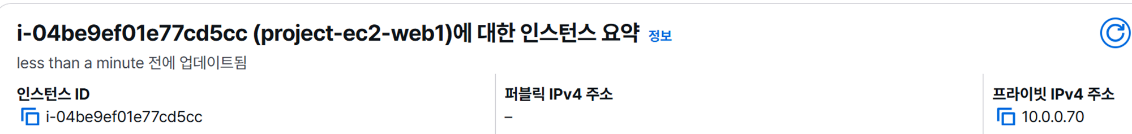 i-04be9ef01e77cd5cc (project-ec2-web1)에 대한 인스턴스 요약 정보
less than a minute 전에 업데이트됨
인스턴스 ID
i-04be9ef01e77cd5cc
퍼블릭 IPv4 주소
–
프라이빗 IPv4 주소
10.0.0.70